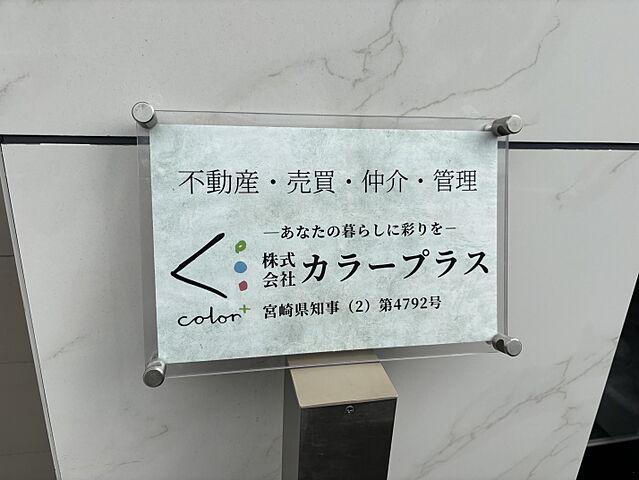 不動産・売買・仲介・管理
―あなたの暮らしに彩りを―
株式会社 カラープラス
color+
宮崎県知事（2）第4792号